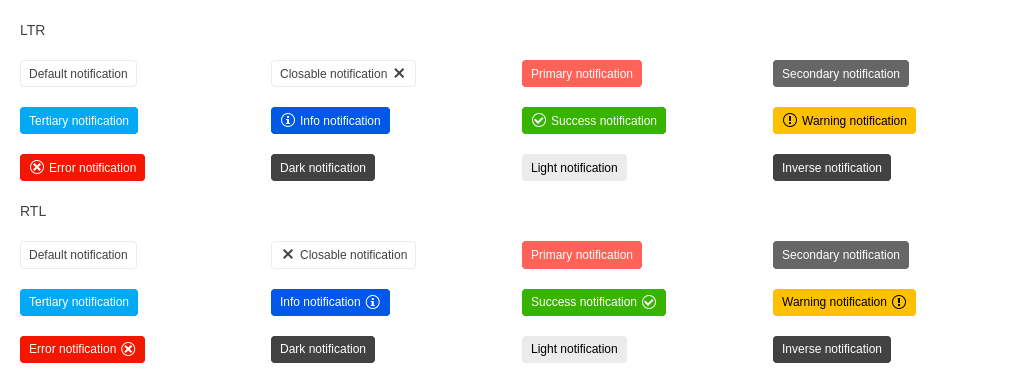 LTR
Default notification
Closable notification
Primary notification
Secondary notification
Tertiary notification
Info notification
Success notification
Warning notification
Error notification
Dark notification
Light notification
Inverse notification
RTL
Default notification
Closable notification
Primary notification
Secondary notification
Tertiary notification
Info notification
Success notification
Warning notification
Error notification
Dark notification
Light notification
Inverse notification